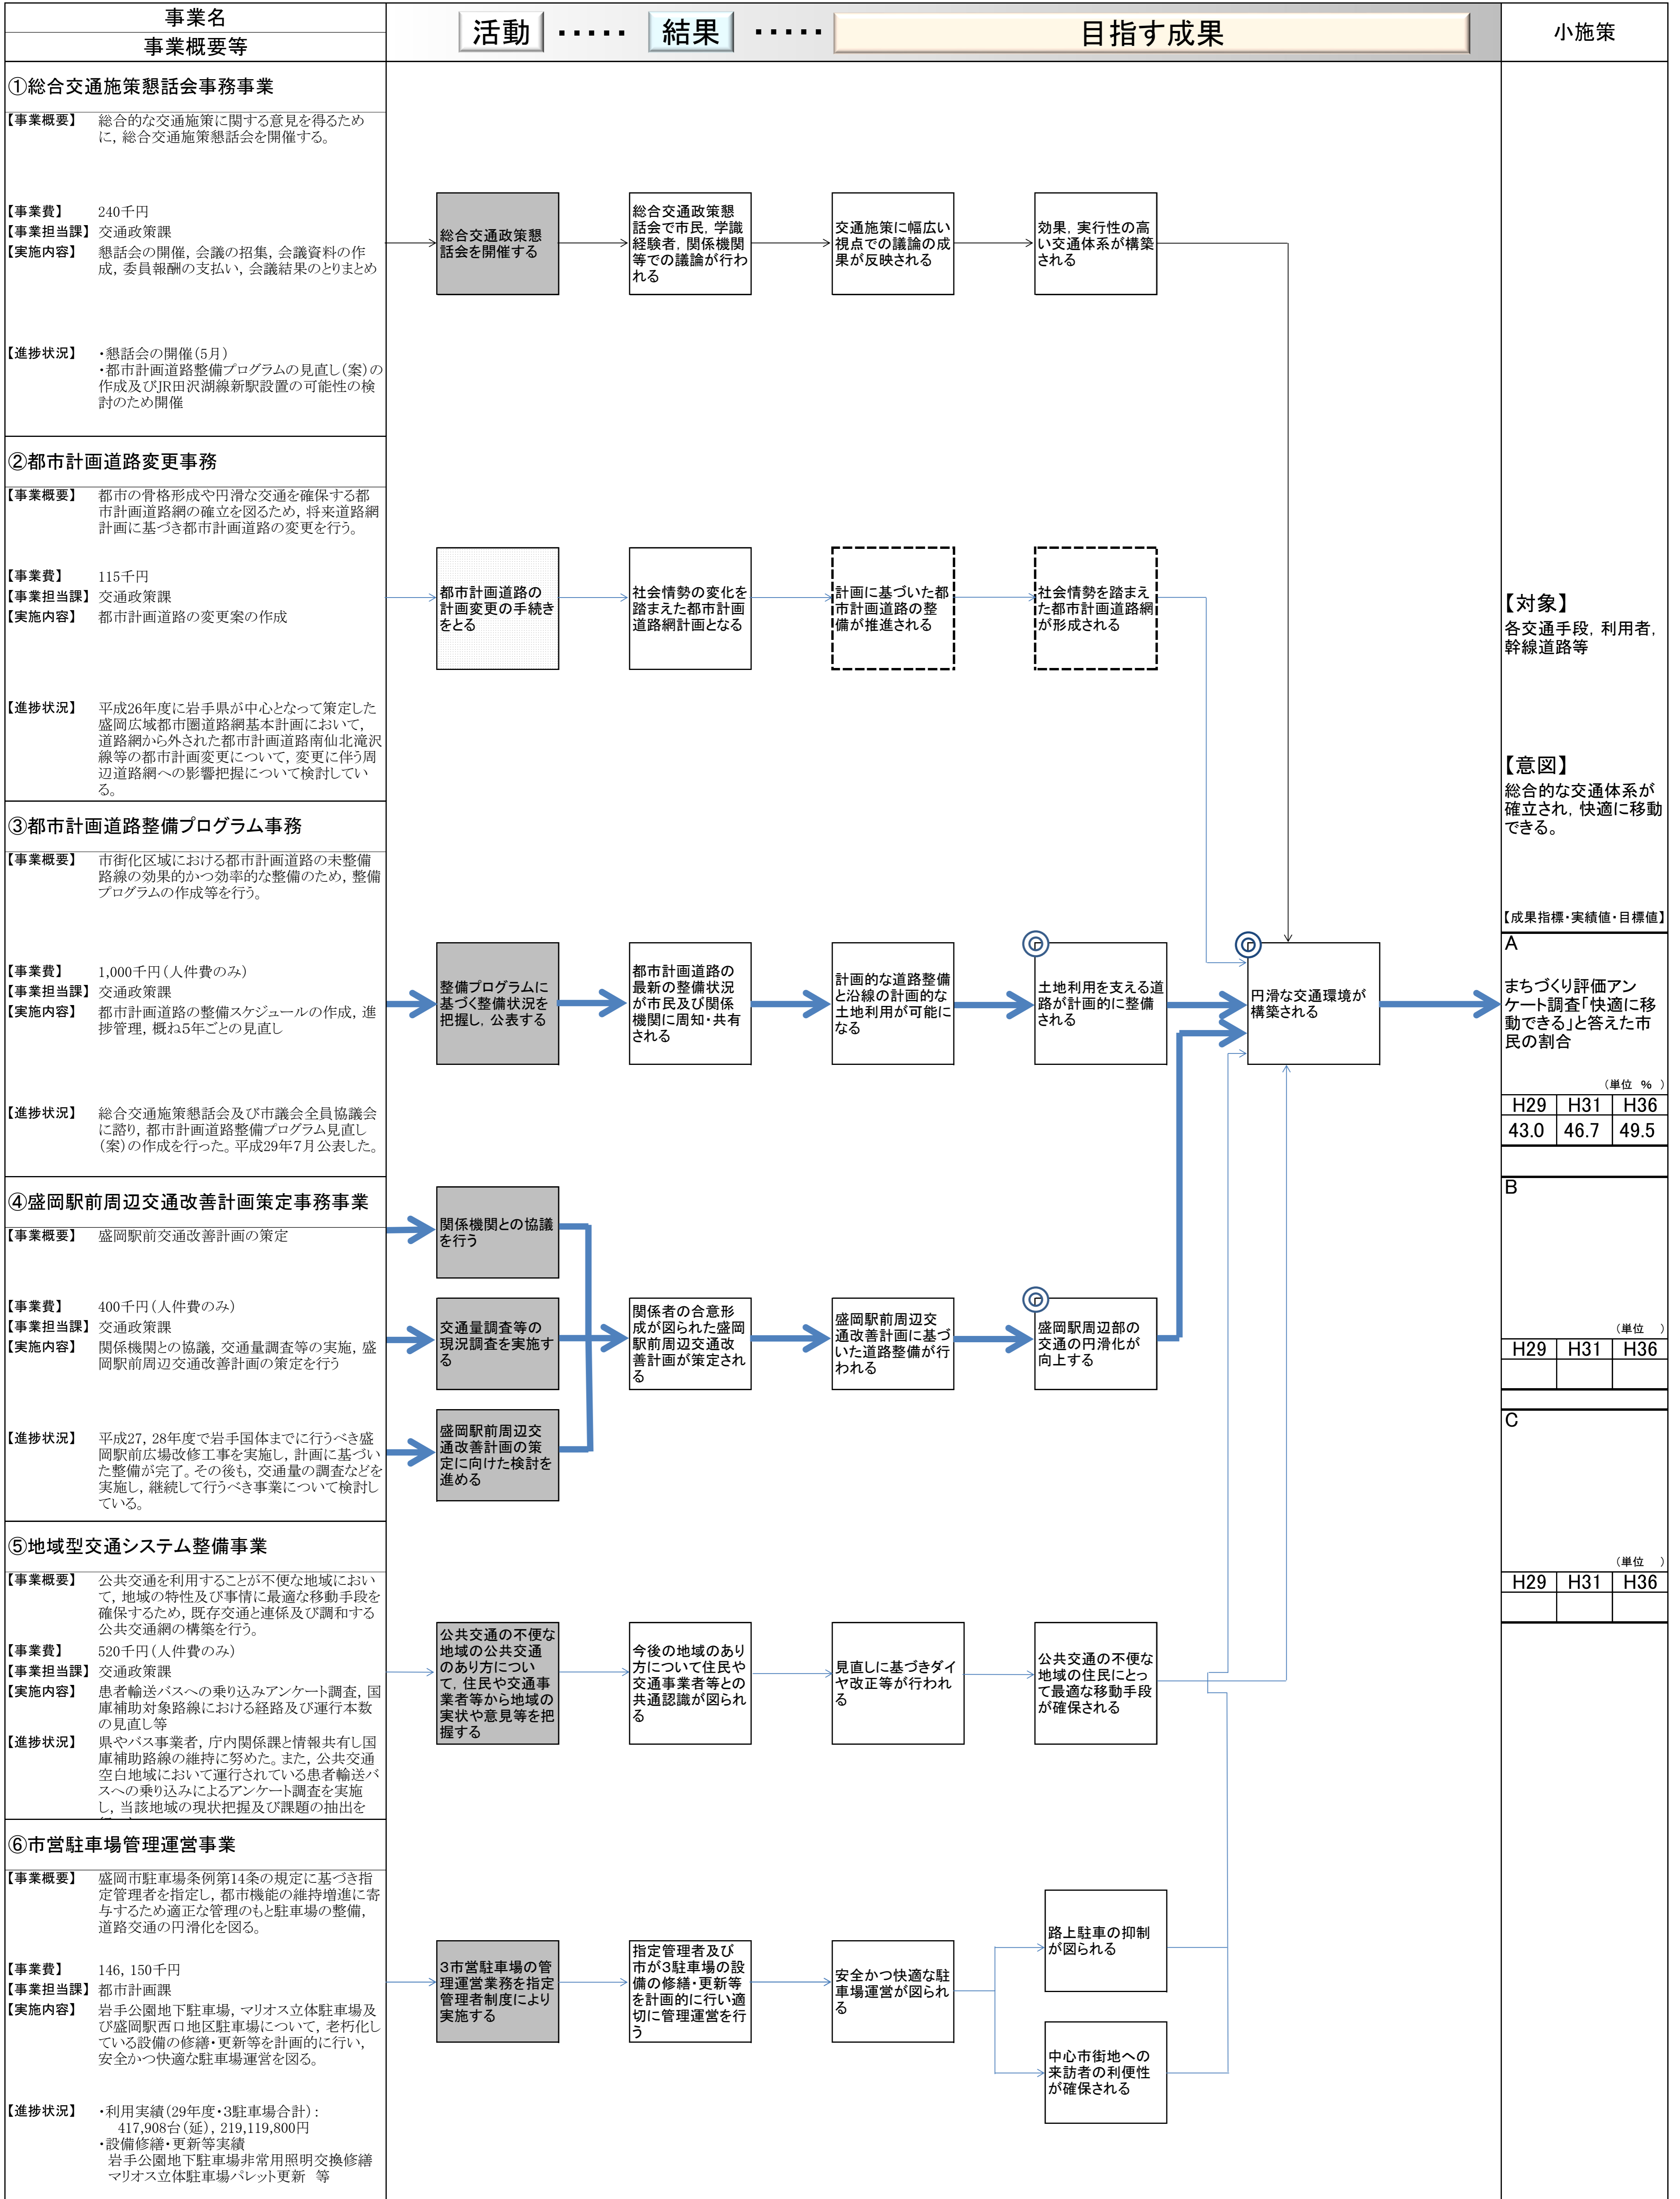 事業名
事業概要等
活動 ・・・・・ 結果 ・・・・・ 目指す成果
小施策
①総合交通施策懇話会事務事業
【事業概要】 総合的な交通施策に関する意見を得るため
に，総合交通施策懇話会を開催する。
【事業費】 240千円
【事業担当課】 交通政策課
【実施内容】 懇話会の開催，会議の招集，会議資料の作
成，委員報酬の支払い，会議結果のとりまとめ
【進捗状況】 ・懇話会の開催（5月）
・都市計画道路整備プログラムの見直し（案）の
作成及びJR田沢湖線新駅設置の可能性の検
討のため開催
総合交通政策懇
話会を開催する
総合交通政策懇
話会で市民，学識
経験者，関係機関
等での議論が行わ
れる
交通施策に幅広い
視点での議論の成
果が反映される
効果，実行性の高
い交通体系が構築
される
②都市計画道路変更事務
【事業概要】 都市の骨格形成や円滑な交通を確保する都
市計画道路網の確立を図るため，将来道路網
計画に基づき都市計画道路の変更を行う。
【事業費】 115千円
【事業担当課】 交通政策課
【実施内容】 都市計画道路の変更案の作成
【進捗状況】 平成26年度に岩手県が中心となって策定した
盛岡広域都市圏道路網基本計画において，
道路網から外された都市計画道路南仙北滝沢
線等の都市計画変更について，変更に伴う周
辺道路網への影響把握について検討してい
る。
都市計画道路の
計画変更の手続き
をとる
社会情勢の変化を
踏まえた都市計画
道路網計画となる
計画に基づいた都
市計画道路の整
備が推進される
社会情勢を踏まえ
た都市計画道路網
が形成される
③都市計画道路整備プログラム事務
【事業概要】 市街化区域における都市計画道路の未整備
路線の効果的かつ効率的な整備のため，整備
プログラムの作成等を行う。
【事業費】 1,000千円（人件費のみ）
【事業担当課】 交通政策課
【実施内容】 都市計画道路の整備スケジュールの作成，進
捗管理，概ね5年ごとの見直し
【進捗状況】 総合交通施策懇話会及び市議会全員協議会
に諮り，都市計画道路整備プログラム見直し
（案）の作成を行った。平成29年7月公表した。
整備プログラムに
基づく整備状況を
把握し，公表する
都市計画道路の
最新の整備状況
が市民及び関係
機関に周知・共有
される
計画的な道路整備
と沿線の計画的な
土地利用が可能に
なる
土地利用を支える道
路が計画的に整備
される
円滑な交通環境が
構築される
④盛岡駅前周辺交通改善計画策定事務事業
【事業概要】 盛岡駅前交通改善計画の策定
【事業費】 400千円（人件費のみ）
【事業担当課】 交通政策課
【実施内容】 関係機関との協議，交通量調査等の実施，盛
岡駅前周辺交通改善計画の策定を行う
【進捗状況】 平成27，28年度で岩手国体までに行うべき盛
岡駅前広場改修工事を実施し，計画に基づい
た整備が完了。その後も，交通量の調査などを
実施し，継続して行うべき事業について検討し
ている。
関係機関との協議
を行う
交通量調査等の
現況調査を実施す
る
盛岡駅前周辺交
通改善計画の策
定に向けた検討を
進める
関係者の合意形
成が図られた盛岡
駅前周辺交通改
善計画が策定され
る
盛岡駅前周辺交
通改善計画に基づ
いた道路整備が行
われる
盛岡駅周辺部の
交通の円滑化が
向上する
⑤地域型交通システム整備事業
【事業概要】 公共交通を利用することが不便な地域におい
て，地域の特性及び事情に最適な移動手段を
確保するため，既存交通と連係及び調和する
公共交通網の構築を行う。
【事業費】 520千円（人件費のみ）
【事業担当課】 交通政策課
【実施内容】 患者輸送バスへの乗り込みアンケート調査，国
庫補助対象路線における経路及び運行本数
の見直し等
【進捗状況】 県やバス事業者，庁内関係課と情報共有し国
庫補助路線の維持に努めた。また，公共交通
空白地域において運行されている患者輸送バ
スへの乗り込みによるアンケート調査を実施
し，当該地域の現状把握及び課題の抽出を
公共交通の不便な
地域の公共交通
のあり方につい
て，住民や交通事
業者等から地域の
実状や意見等を把
握する
今後の地域のあり
方について住民や
交通事業者等との
共通認識が図られ
る
見直しに基づきダイ
ヤ改正等が行われ
る
公共交通の不便な
地域の住民にとっ
て最適な移動手段
が確保される
⑥市営駐車場管理運営事業
【事業概要】 盛岡市駐車場条例第14条の規定に基づき指
定管理者を指定し，都市機能の維持増進に寄
与するため適正な管理のもと駐車場の整備，
道路交通の円滑化を図る。
【事業費】 146，150千円
【事業担当課】 都市計画課
【実施内容】 岩手公園地下駐車場，マリオス立体駐車場及
び盛岡駅西口地区駐車場について，老朽化し
ている設備の修繕・更新等を計画的に行い，
安全かつ快適な駐車場運営を図る。
【進捗状況】 ・利用実績（29年度・3駐車場合計）：
417,908台（延），219,119,800円
・設備修繕・更新等実績
岩手公園地下駐車場非常用照明交換修繕
マリオス立体駐車場パレット更新 等
3市営駐車場の管
理運営業務を指定
管理者制度により
実施する
指定管理者及び
市が3駐車場の設
備の修繕・更新等
を計画的に行い適
切に管理運営を行
う
安全かつ快適な駐
車場運営が図られ
る
路上駐車の抑制
が図られる
中心市街地への
来訪者の利便性
が確保される
【対象】
各交通手段，利用者，
幹線道路等
【意図】
総合的な交通体系が
確立され，快適に移動
できる。
【成果指標・実績値・目標値】
A
まちづくり評価アン
ケート調査「快適に移
動できる」と答えた市
民の割合
（単位 % ）
H29 H31 H36
43.0 46.7 49.5
B
（単位 ）
H29 H31 H36
C
（単位 ）
H29 H31 H36